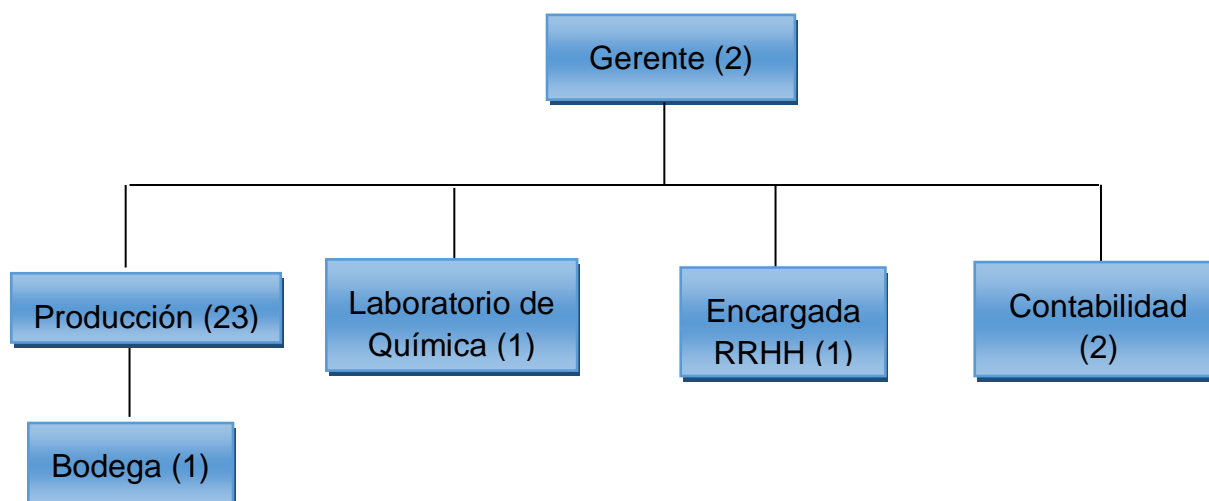 Gerente (2)
Producción (23)
Laboratorio de
Química (1)
Encargada
RRHH (1)
Contabilidad
(2)
Bodega (1)